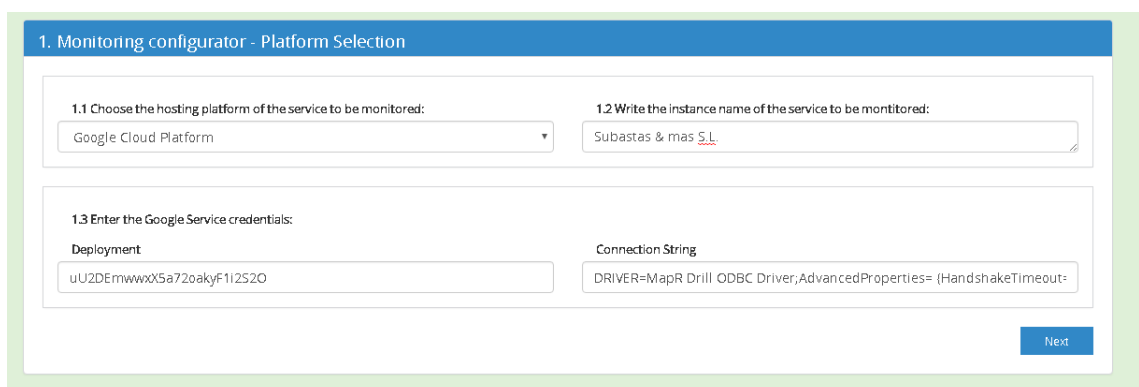 1. Monitoring configurator - Platform Selection
1.1 Choose the hosting platform of the service to be monitored:
1.2 Write the instance name of the service to be montitored:
Google Cloud Platform
Subastas & mas S.L.
1.3 Enter the Google Service credentials:
Deployment
Connection String
uU2DEmwwxX5a72oakyF1i2S2O
DRIVER=MapR Drill ODBC Driver;AdvancedProperties= {HandshakeTimeout=
Next